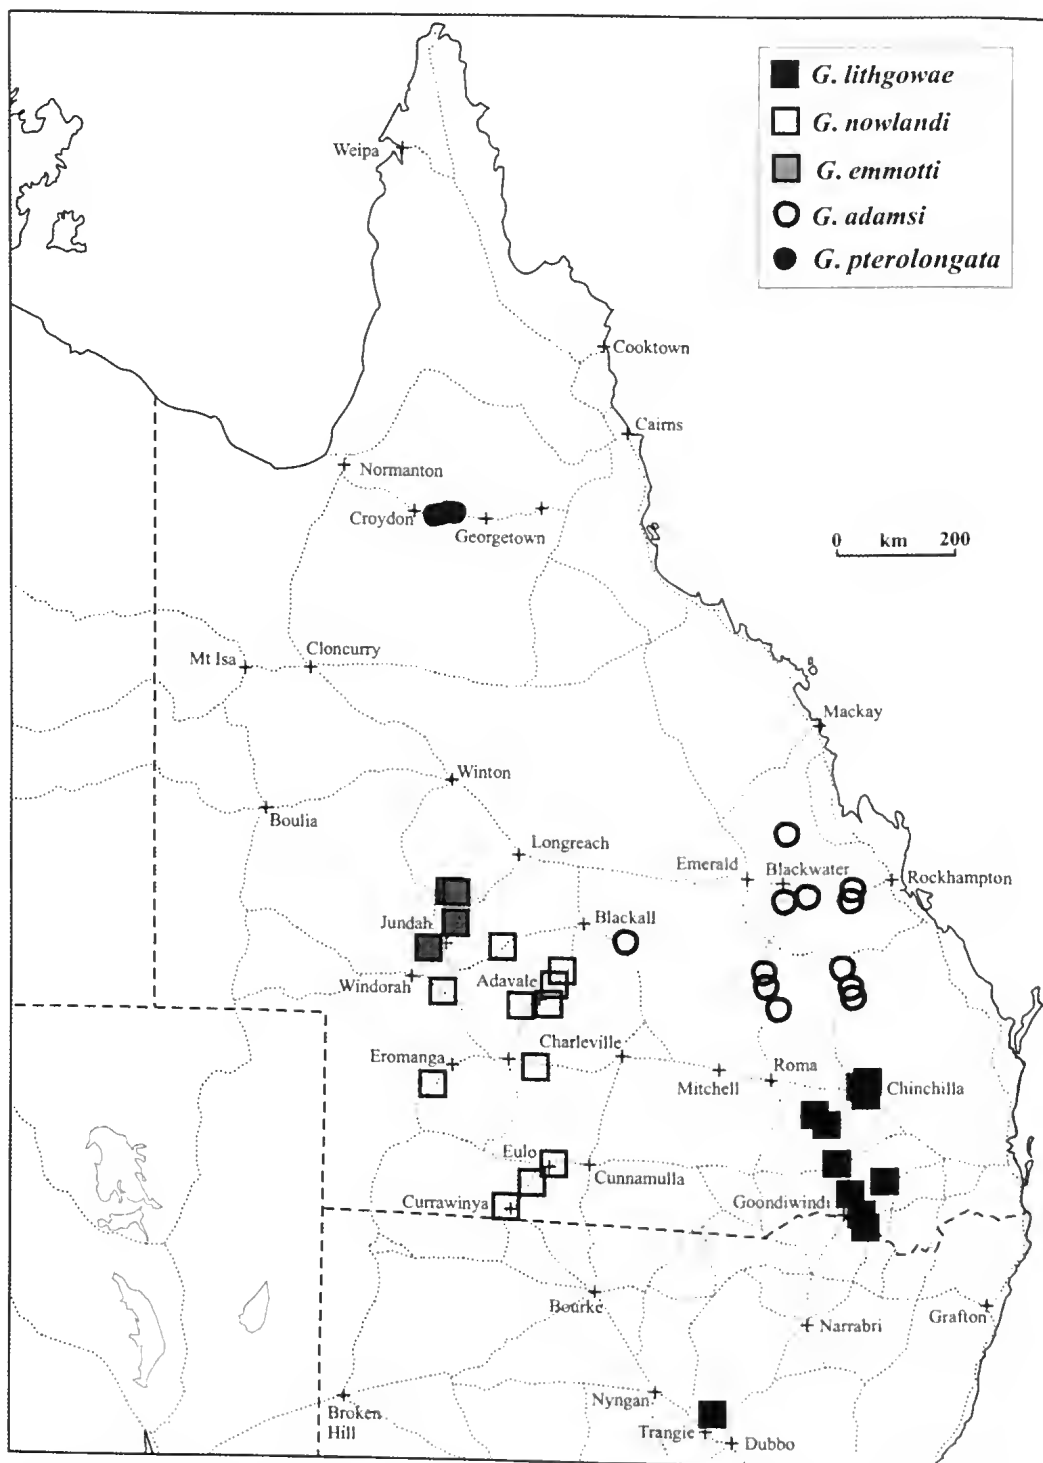 G. lithgowae
G. nowlandi
G. emmotti
G. adamsi
G. pterolongata
Weipa
Cooktown
Cairns
Normanton
Croydon
Georgetown
0 km 200
Mt Isa
Cloncurry
Mackay
Winton
Boulia
Longreach
Emerald
Blackwater
Rockhampton
Jundah
Blackall
Windorah
Adavale
Eromanga
Charleville
Mitchell
Roma
Chinchilla
Eulo
Cunnamulla
Currawinya
Goondiwindi
Bourke
Narrabri
Grafton
Broken
Hill
Nyngan
Trangie
Dubbo